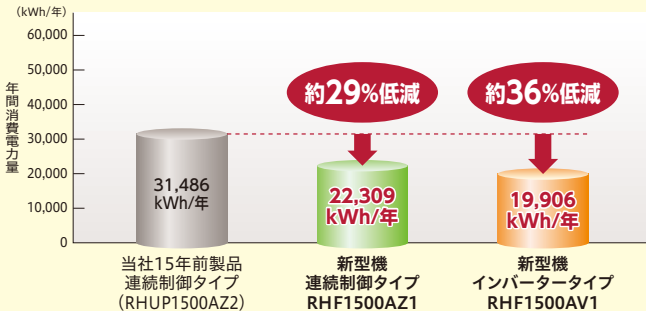 (kWh/年)
60,000
50,000
40,000
30,000
20,000
10,000
0
年間消費電力量
約29%低減
約36%低減
31,486
kWh/年
22,309
kWh/年
19,906
kWh/年
当社15年前製品
連続制御タイプ
(RHUP1500AZ2)
新型機
連続制御タイプ
RHF1500AZ1
新型機
インバータータイプ
RHF1500AV1